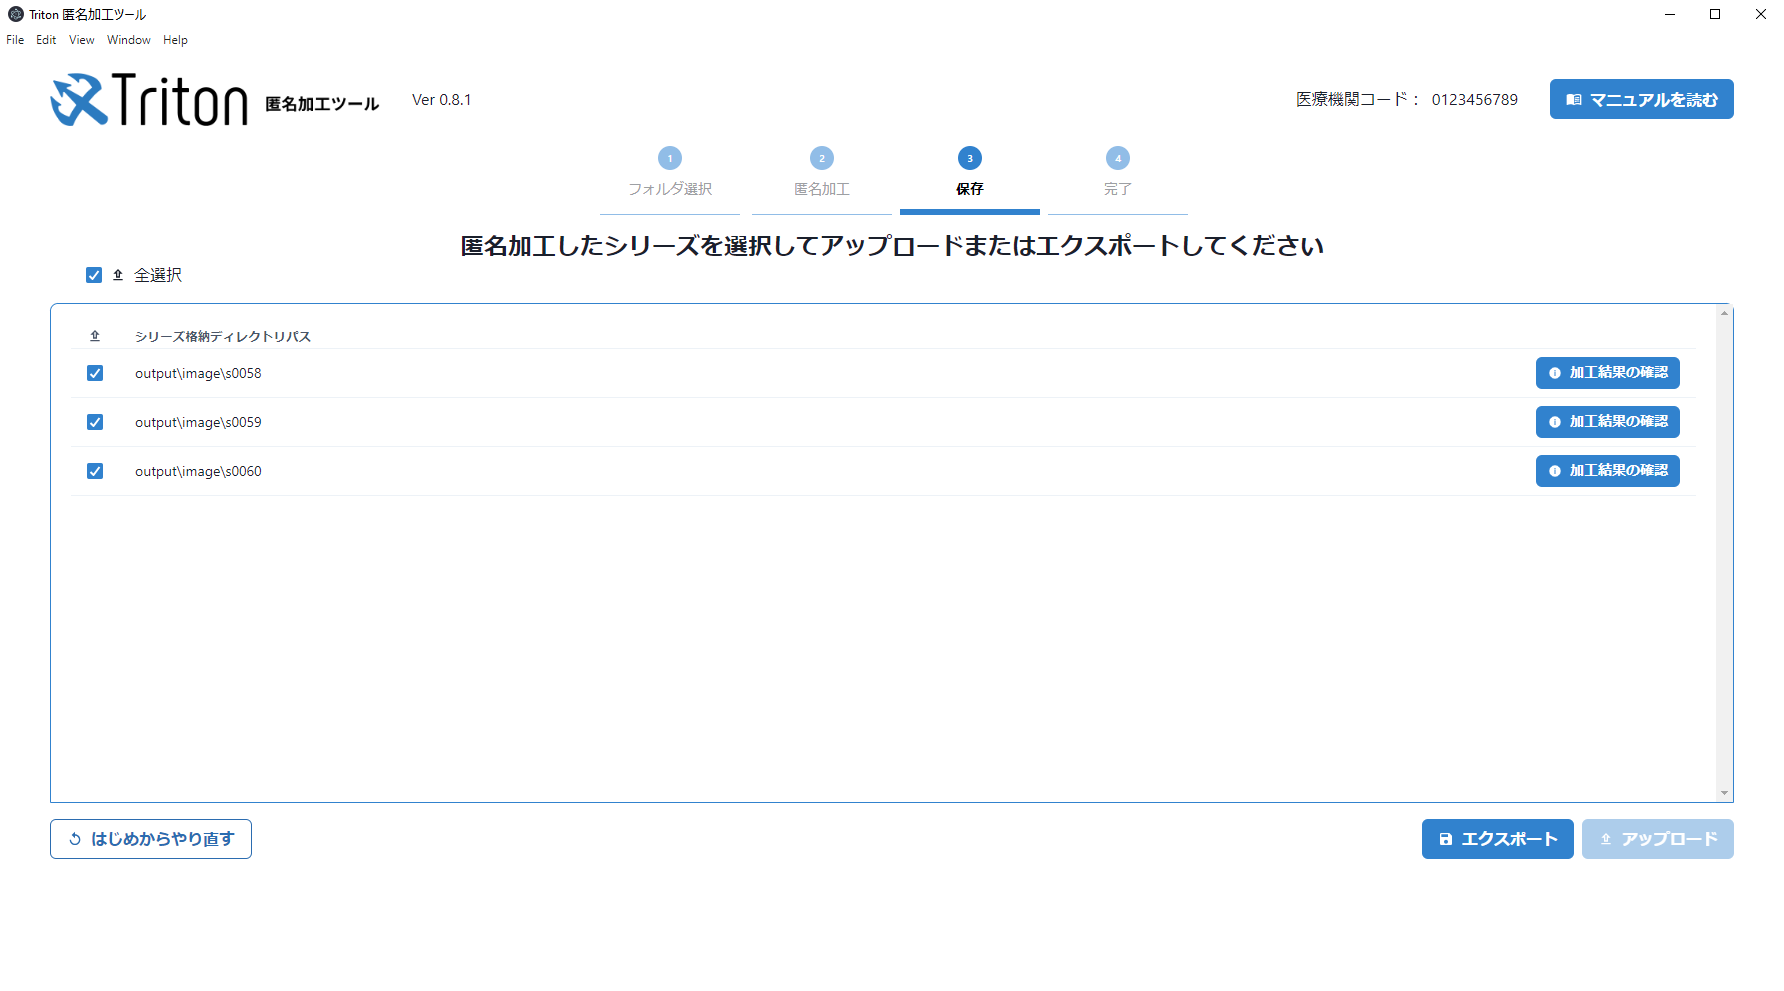 Triton 匿名加工ツール
File Edit View Window Help
Triton 匿名加工ツール Ver 0.8.1 医療機関コード： 0123456789 マニュアルを読む
1 2 3 4
フォルダ選択 匿名加工 保存 完了
匿名加工したシリーズを選択してアップロードまたはエクスポートしてください
全選択
シリーズ格納ディレクトリパス
output\image\s0058 加工結果の確認
output\image\s0059 加工結果の確認
output\image\s0060 加工結果の確認
はじめからやり直す エクスポート アップロード